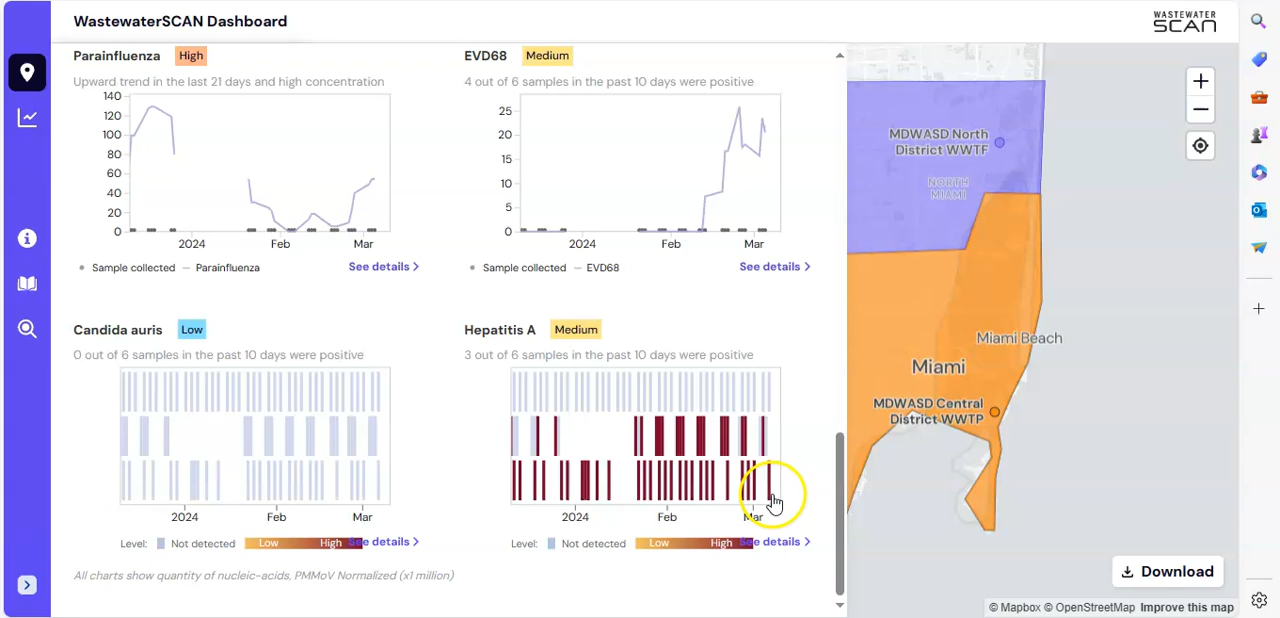 WastewaterSCAN Dashboard
WASTEWATER
SCAN
Parainfluenza High
Upward trend in the last 21 days and high concentration
140
120
100
80
60
40
20
0
2024 Feb Mar
Sample collected Parainfluenza See details
EVD68 Medium
4 out of 6 samples in the past 10 days were positive
25
20
15
10
5
0
2024 Feb Mar
Sample collected EVD68 See details
Candida auris Low
0 out of 6 samples in the past 10 days were positive
2024 Feb Mar
Level: Not detected Low High See details
Hepatitis A Medium
3 out of 6 samples in the past 10 days were positive
2024 Feb Mar
Level: Not detected Low High See details
All charts show quantity of nucleic-acids, PMMoV Normalized (x1 million)
MDWASD North
District WWTF
NORTH
MIAMI
Miami Beach
Miami
MDWASD Central
District WWTP
Download
© Mapbox © OpenStreetMap Improve this map